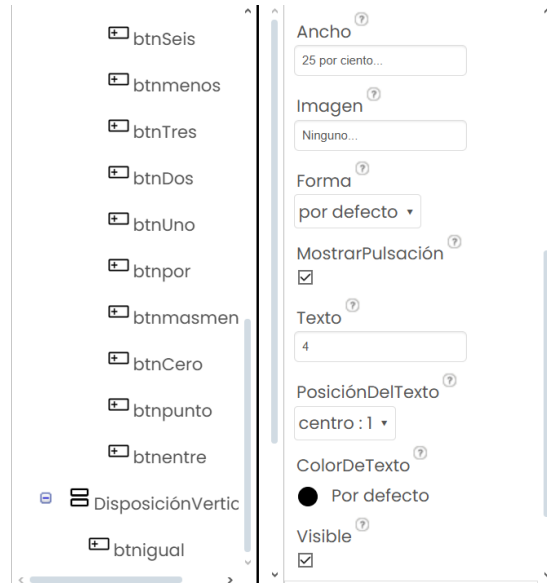 btnSeis
btnmenos
btnTres
btnDos
btnUno
btnpor
btnmasmen
btnCero
btnpunto
btnentre
DisposiciónVertic
btnigual
Ancho ?
25 por ciento...
Imagen ?
Ninguno...
Forma ?
por defecto
MostrarPulsación ?
Texto ?
4
PosiciónDelTexto ?
centro : 1
ColorDeTexto ?
Por defecto
Visible ?